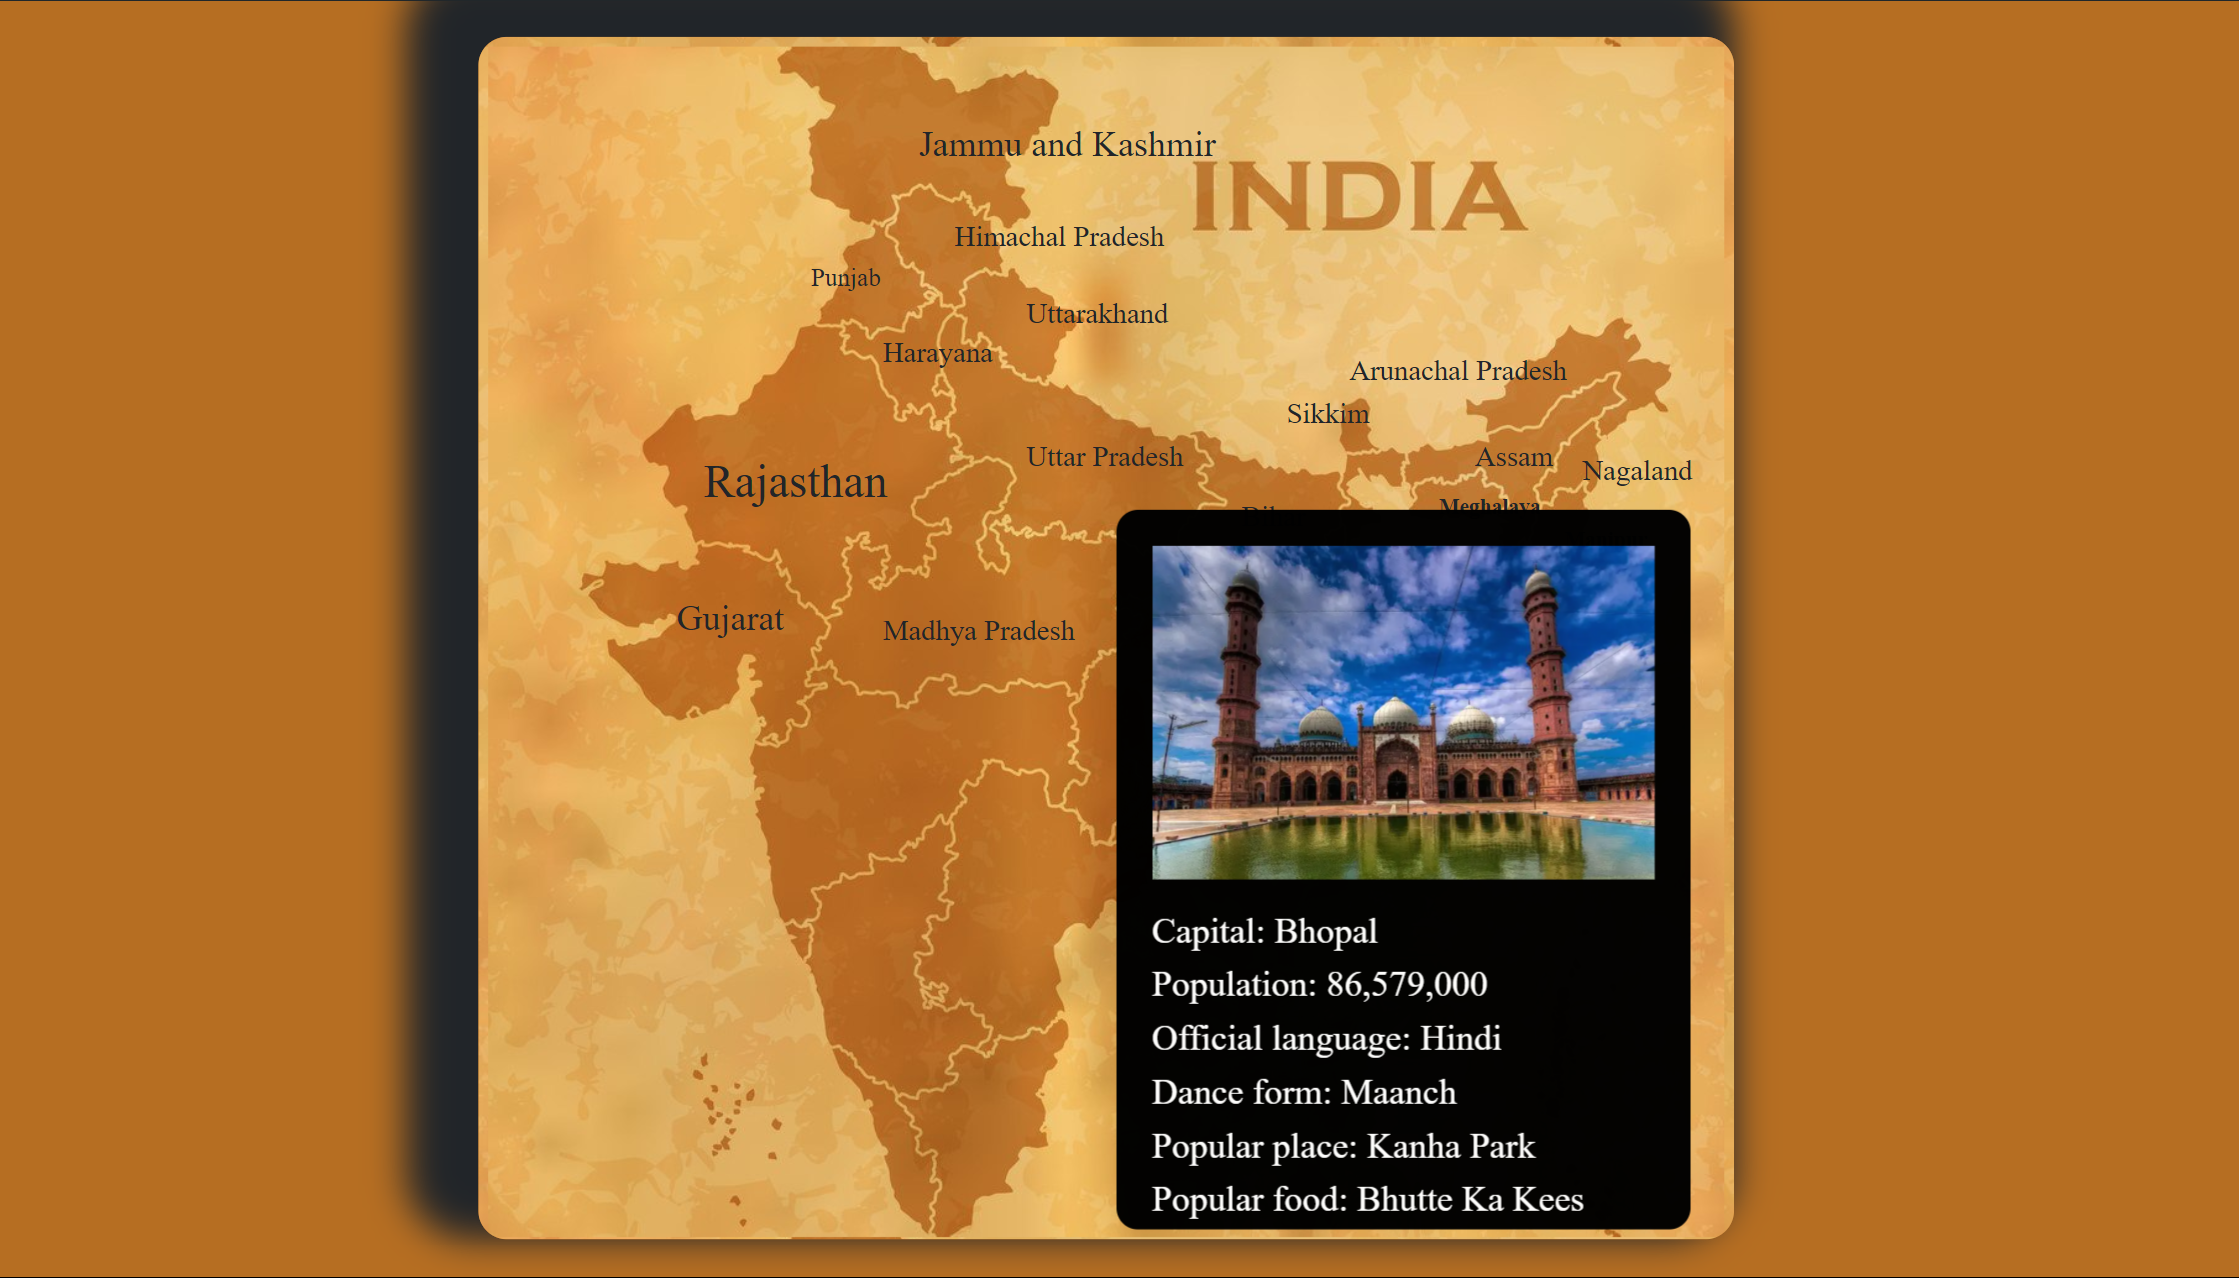 Jammu and Kashmir
INDIA
Himachal Pradesh
Punjab
Uttarakhand
Harayana
Arunachal Pradesh
Sikkim
Uttar Pradesh
Assam
Nagaland
Rajasthan
Meghalaya
Gujarat
Madhya Pradesh
Capital: Bhopal
Population: 86,579,000
Official language: Hindi
Dance form: Maanch
Popular place: Kanha Park
Popular food: Bhutte Ka Kees